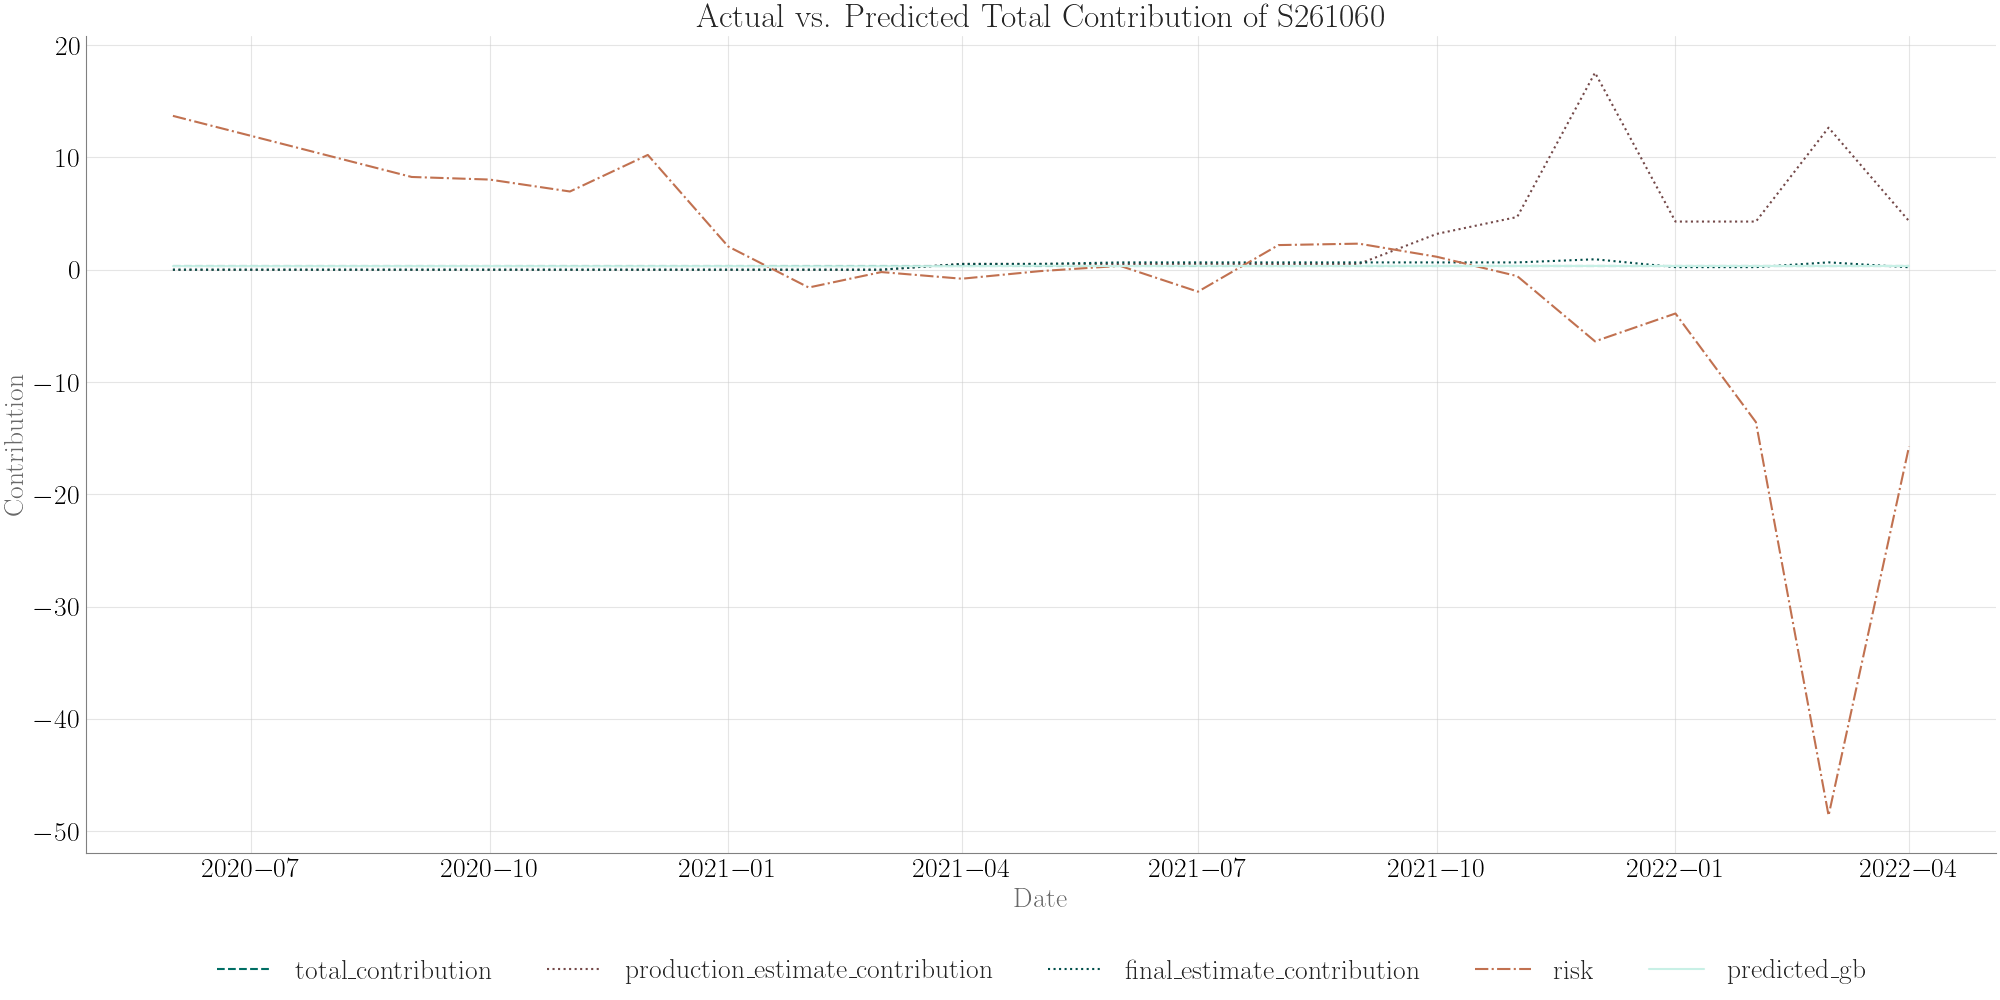 Actual vs. Predicted Total Contribution of S261060
20
10
0
−10
−20
−30
−40
−50
Contribution
2020−07 2020−10 2021−01 2021−04 2021−07 2021−10 2022−01 2022−04
Date
total_contribution production_estimate_contribution final_estimate_contribution risk predicted_gb